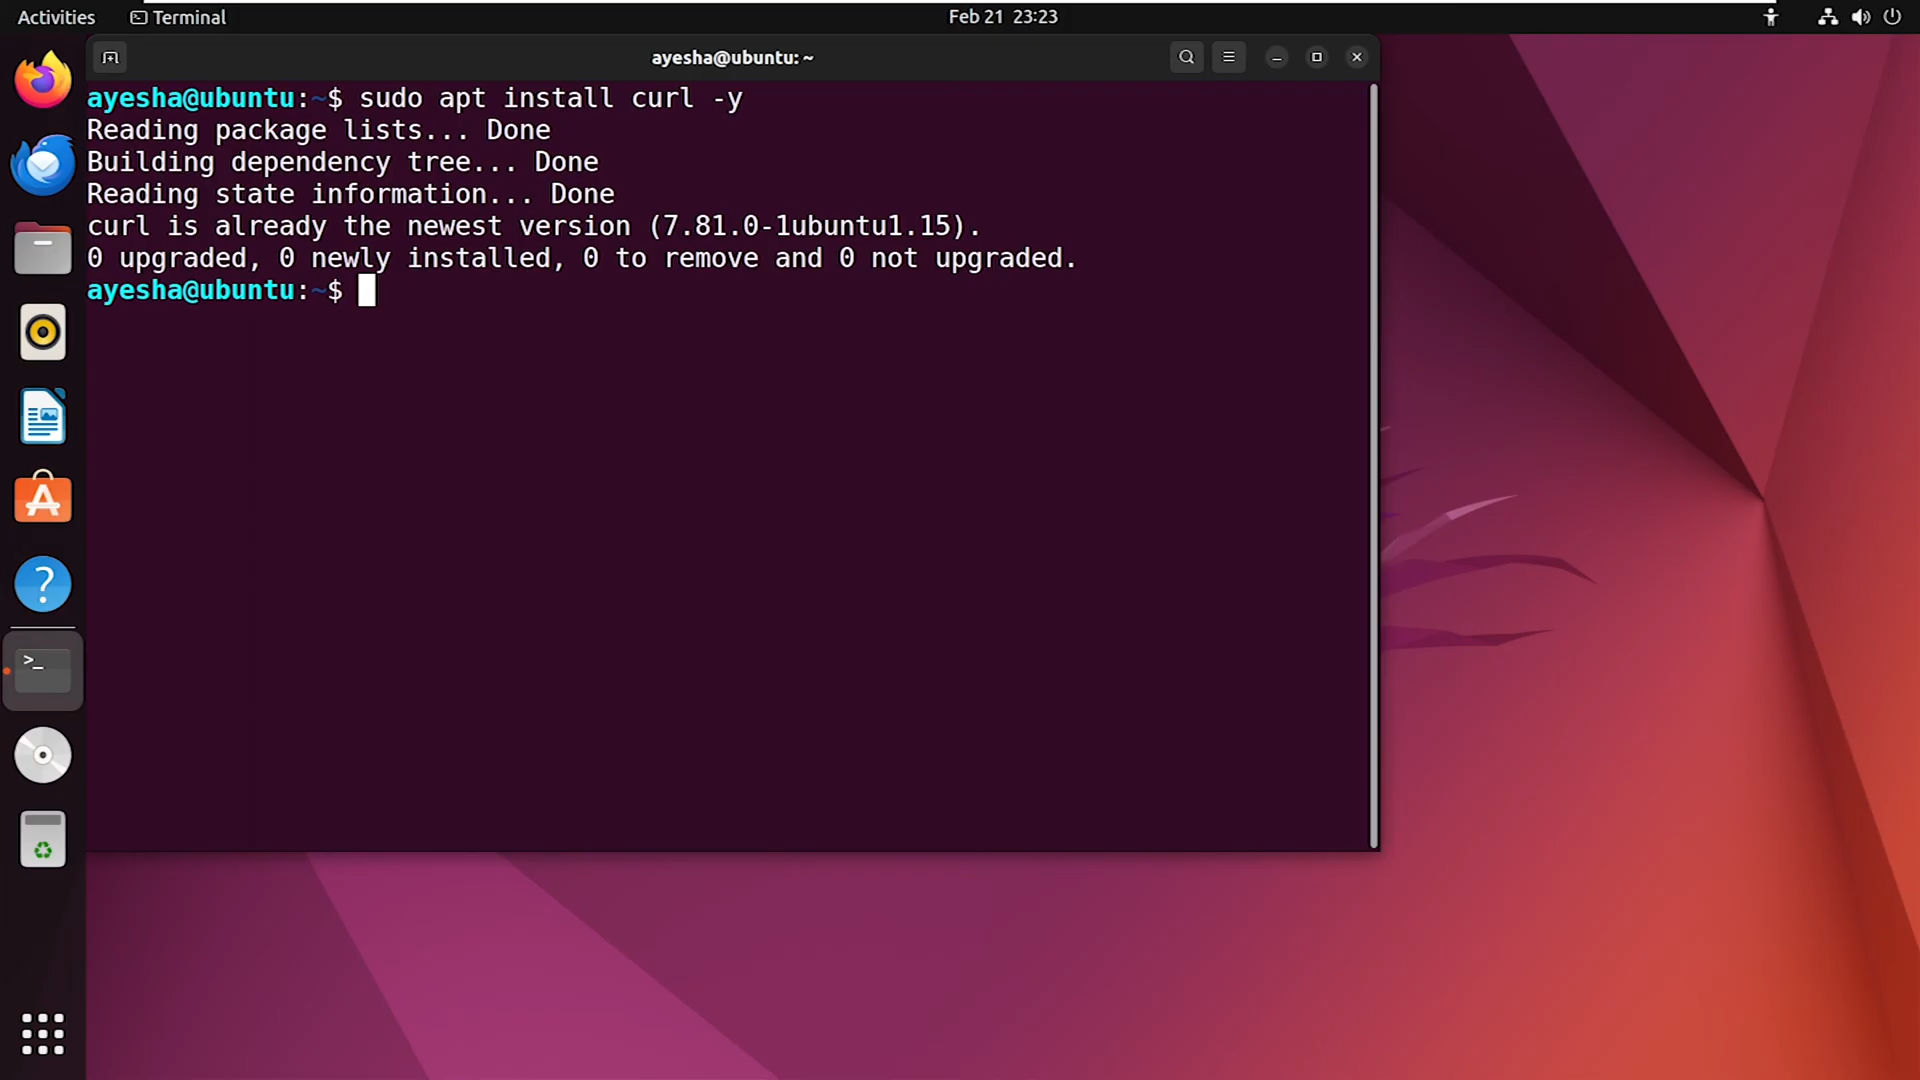 Activities
Terminal
Feb 21 23:23
ayesha@ubuntu: ~
ayesha@ubuntu:~$ sudo apt install curl -y
Reading package lists... Done
Building dependency tree... Done
Reading state information... Done
curl is already the newest version (7.81.0-1ubuntu1.15).
0 upgraded, 0 newly installed, 0 to remove and 0 not upgraded.
ayesha@ubuntu:~$